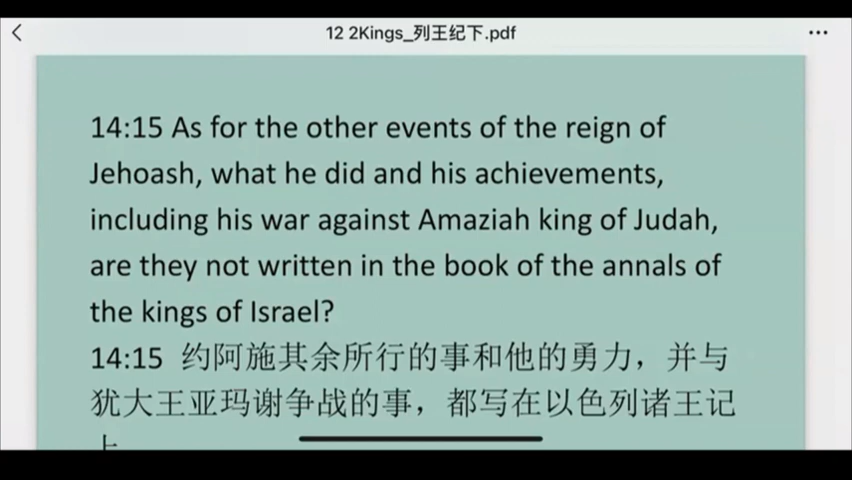 12 2Kings_列王纪下.pdf
14:15 As for the other events of the reign of
Jehoash, what he did and his achievements,
including his war against Amaziah king of Judah,
are they not written in the book of the annals of
the kings of Israel?
14:15 约阿施其余所行的事和他的勇力，并与
犹大王亚玛谢争战的事，都写在以色列诸王记